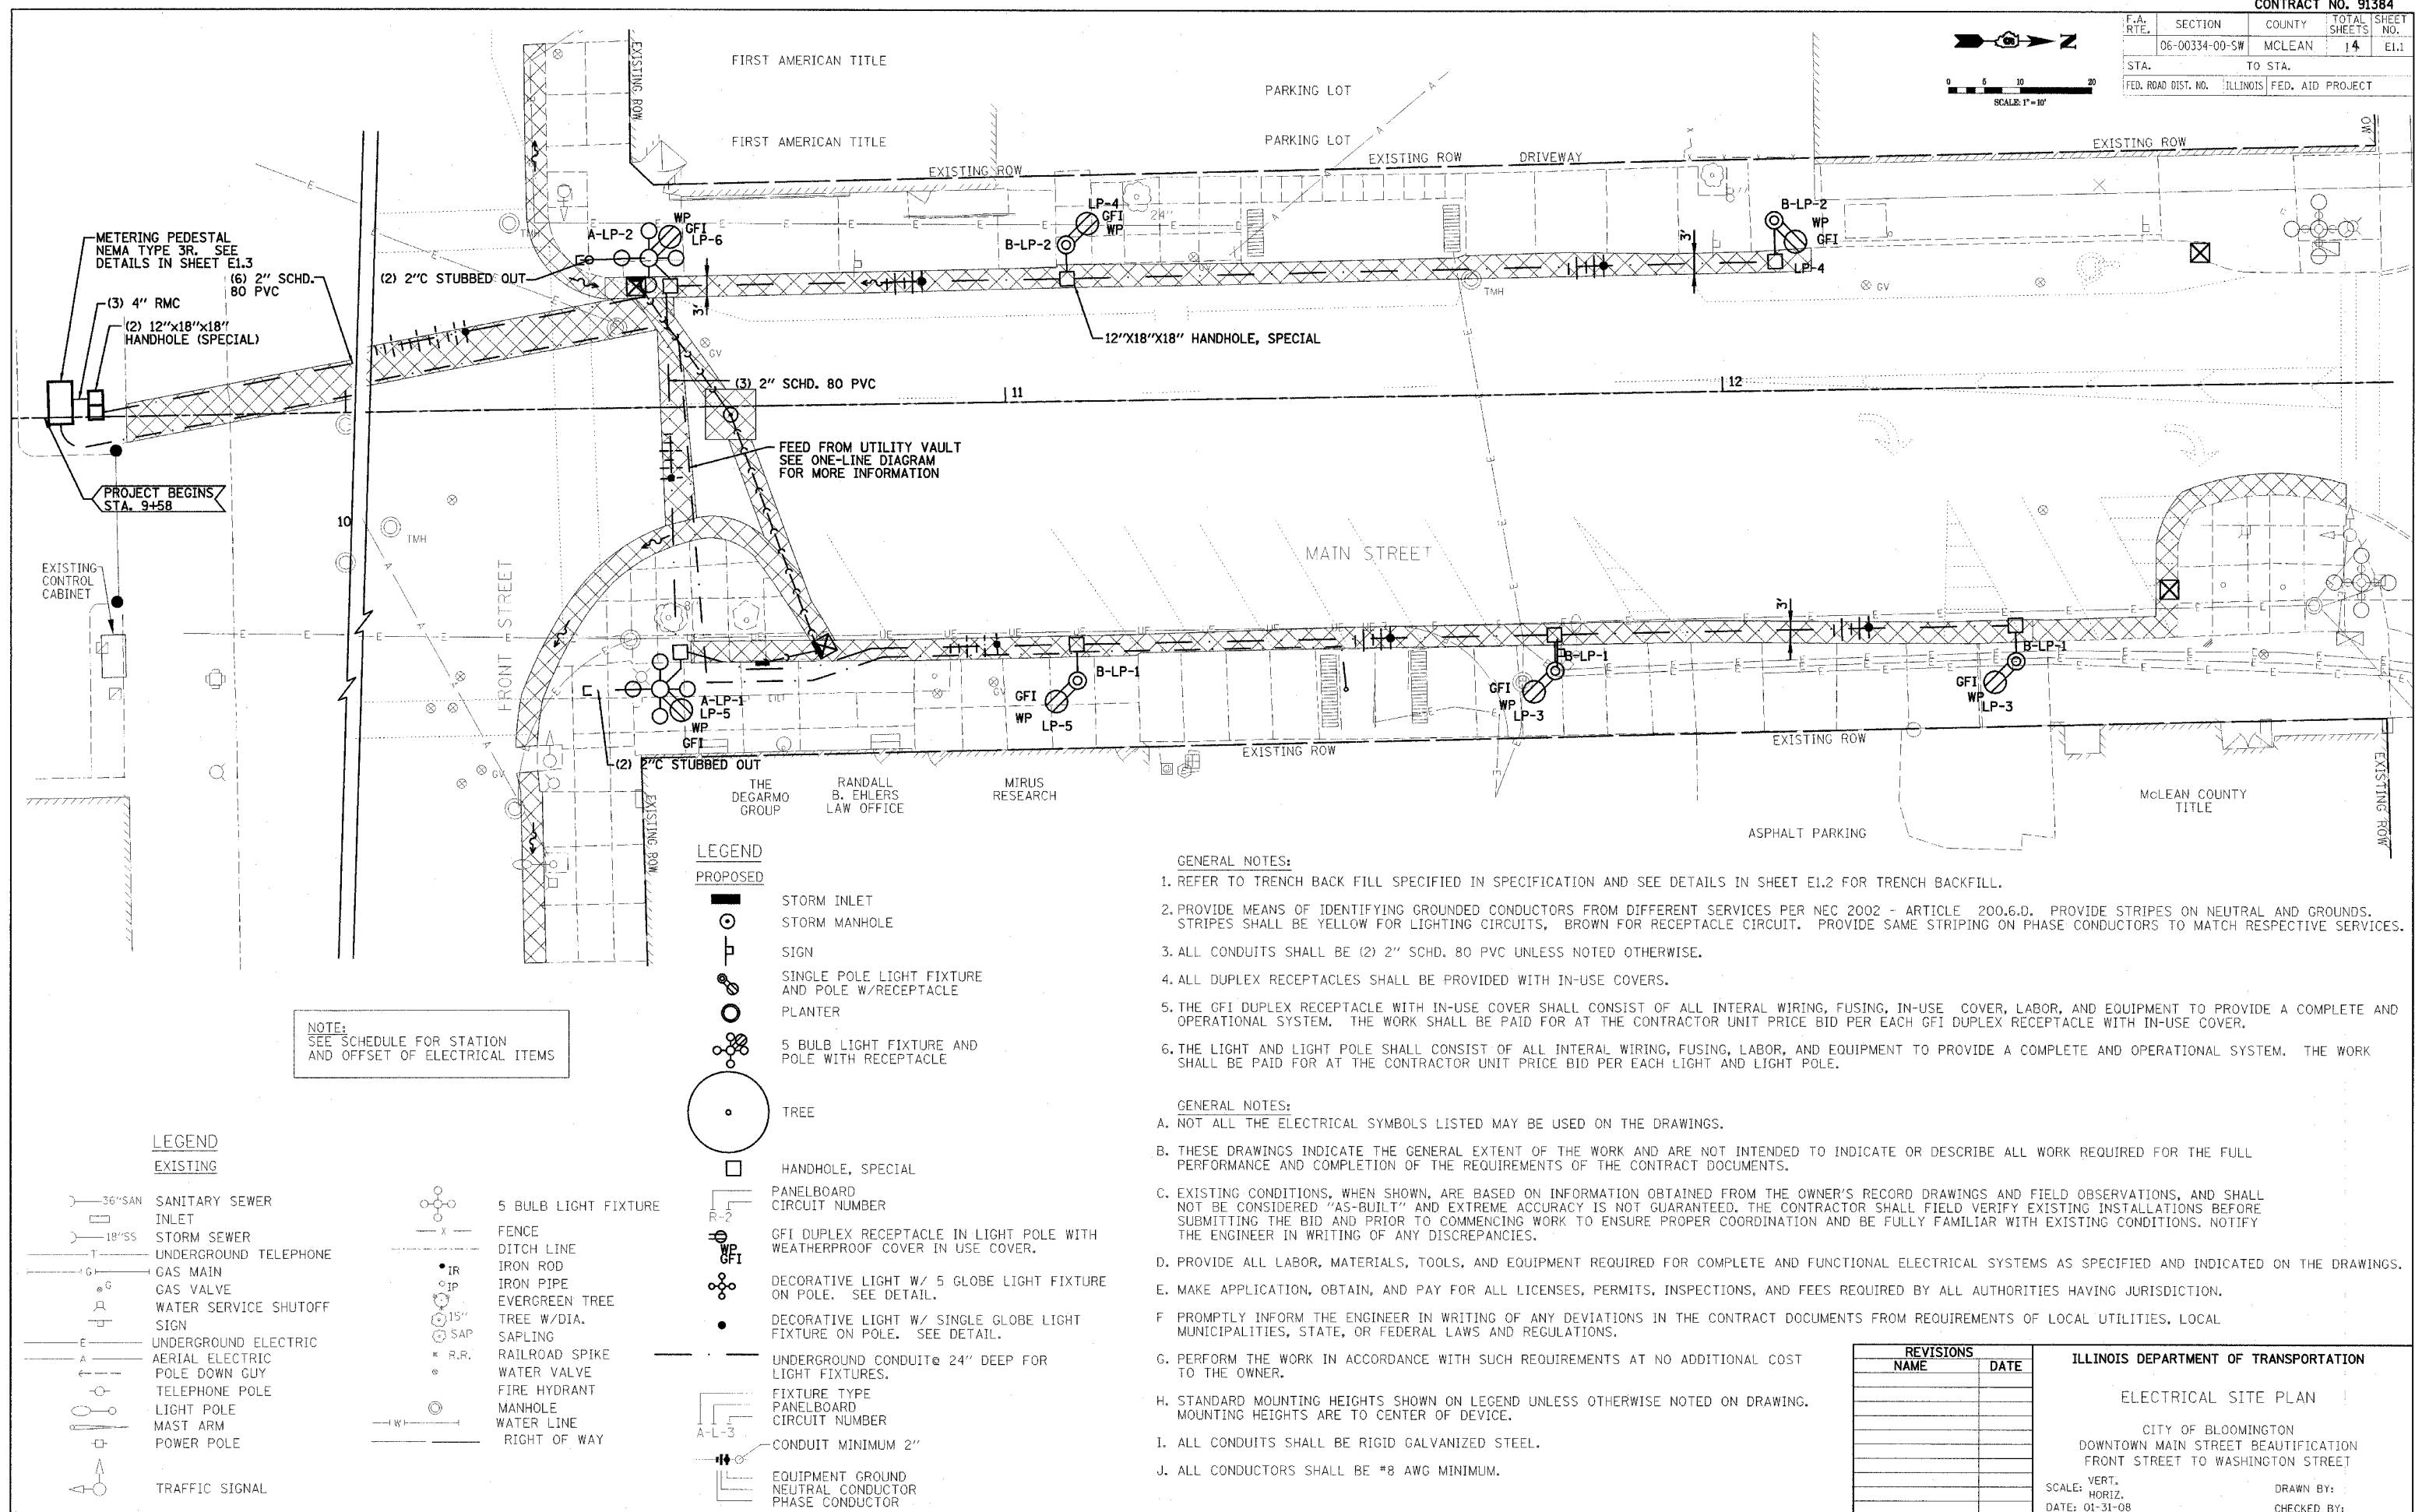 CONTRACT NO. 91384
F.A. RTE. SECTION COUNTY TOTAL SHEETS SHEET NO.
06-00334-00-SW MCLEAN 14 E1.1
STA. TO STA.
FED. ROAD DIST. NO. ILLINOIS FED. AID PROJECT
N
0 5 10 20
SCALE: 1"=10'
EXISTING ROW
FIRST AMERICAN TITLE
PARKING LOT
FIRST AMERICAN TITLE
PARKING LOT
EXISTING ROW
EXISTING ROW
DRIVEWAY
EXISTING ROW
ROW
METERING PEDESTAL
NEMA TYPE 3R. SEE
DETAILS IN SHEET E1.3
(6) 2" SCHD.
80 PVC
(3) 4" RMC
(2) 12"x18"x18"
HANDHOLE (SPECIAL)
(2) 2"C STUBBED OUT
A-LP-2
WP
GFI
LP-6
TMH
LP-4
GFI
WP
24"
B-LP-2
B-LP-2
WP
GFI
LP-4
8"
3'
3'
TMH
GV
GV
12"X18"X18" HANDHOLE, SPECIAL
(3) 2" SCHD. 80 PVC
11
12
FEED FROM UTILITY VAULT
SEE ONE-LINE DIAGRAM
FOR MORE INFORMATION
PROJECT BEGINS
STA. 9+58
10
TMH
EXISTING
CONTROL
CABINET
FRONT STREET
MAIN STREET
8"
3'
A-LP-1
LP-5
WP
GFI
B-LP-1
GFI
WP
LP-5
GV
B-LP-1
GFI
WP
LP-3
B-LP-1
GFI
WP
LP-3
GV
(2) 2"C STUBBED OUT
EXISTING ROW
EXISTING ROW
EXISTING ROW
EXISTING ROW
THE
DEGARMO
GROUP
RANDALL
B. EHLERS
LAW OFFICE
MIRUS
RESEARCH
ASPHALT PARKING
McLEAN COUNTY
TITLE
NOTE:
SEE SCHEDULE FOR STATION
AND OFFSET OF ELECTRICAL ITEMS
LEGEND
EXISTING
36"SAN SANITARY SEWER
INLET
18"SS STORM SEWER
T UNDERGROUND TELEPHONE
G GAS MAIN
G GAS VALVE
WATER SERVICE SHUTOFF
SIGN
E UNDERGROUND ELECTRIC
A AERIAL ELECTRIC
POLE DOWN GUY
TELEPHONE POLE
LIGHT POLE
MAST ARM
POWER POLE
TRAFFIC SIGNAL
5 BULB LIGHT FIXTURE
X FENCE
DITCH LINE
IR IRON ROD
IP IRON PIPE
EVERGREEN TREE
15" TREE W/DIA.
SAP SAPLING
R.R. RAILROAD SPIKE
WATER VALVE
FIRE HYDRANT
MANHOLE
W WATER LINE
RIGHT OF WAY
LEGEND
PROPOSED
STORM INLET
STORM MANHOLE
SIGN
SINGLE POLE LIGHT FIXTURE
AND POLE W/RECEPTACLE
PLANTER
5 BULB LIGHT FIXTURE AND
POLE WITH RECEPTACLE
TREE
HANDHOLE, SPECIAL
PANELBOARD
CIRCUIT NUMBER
R-2
GFI DUPLEX RECEPTACLE IN LIGHT POLE WITH
WEATHERPROOF COVER IN USE COVER.
WP
GFI
DECORATIVE LIGHT W/ 5 GLOBE LIGHT FIXTURE
ON POLE. SEE DETAIL.
DECORATIVE LIGHT W/ SINGLE GLOBE LIGHT
FIXTURE ON POLE. SEE DETAIL.
UNDERGROUND CONDUIT@ 24" DEEP FOR
LIGHT FIXTURES.
FIXTURE TYPE
PANELBOARD
CIRCUIT NUMBER
A-L-3
CONDUIT MINIMUM 2"
EQUIPMENT GROUND
NEUTRAL CONDUCTOR
PHASE CONDUCTOR
GENERAL NOTES:
1. REFER TO TRENCH BACK FILL SPECIFIED IN SPECIFICATION AND SEE DETAILS IN SHEET E1.2 FOR TRENCH BACKFILL.
2. PROVIDE MEANS OF IDENTIFYING GROUNDED CONDUCTORS FROM DIFFERENT SERVICES PER NEC 2002 - ARTICLE 200.6.D. PROVIDE STRIPES ON NEUTRAL AND GROUNDS.
STRIPES SHALL BE YELLOW FOR LIGHTING CIRCUITS, BROWN FOR RECEPTACLE CIRCUIT. PROVIDE SAME STRIPING ON PHASE CONDUCTORS TO MATCH RESPECTIVE SERVICES.
3. ALL CONDUITS SHALL BE (2) 2" SCHD. 80 PVC UNLESS NOTED OTHERWISE.
4. ALL DUPLEX RECEPTACLES SHALL BE PROVIDED WITH IN-USE COVERS.
5. THE GFI DUPLEX RECEPTACLE WITH IN-USE COVER SHALL CONSIST OF ALL INTERAL WIRING, FUSING, IN-USE COVER, LABOR, AND EQUIPMENT TO PROVIDE A COMPLETE AND
OPERATIONAL SYSTEM. THE WORK SHALL BE PAID FOR AT THE CONTRACTOR UNIT PRICE BID PER EACH GFI DUPLEX RECEPTACLE WITH IN-USE COVER.
6. THE LIGHT AND LIGHT POLE SHALL CONSIST OF ALL INTERAL WIRING, FUSING, LABOR, AND EQUIPMENT TO PROVIDE A COMPLETE AND OPERATIONAL SYSTEM. THE WORK
SHALL BE PAID FOR AT THE CONTRACTOR UNIT PRICE BID PER EACH LIGHT AND LIGHT POLE.
GENERAL NOTES:
A. NOT ALL THE ELECTRICAL SYMBOLS LISTED MAY BE USED ON THE DRAWINGS.
B. THESE DRAWINGS INDICATE THE GENERAL EXTENT OF THE WORK AND ARE NOT INTENDED TO INDICATE OR DESCRIBE ALL WORK REQUIRED FOR THE FULL
PERFORMANCE AND COMPLETION OF THE REQUIREMENTS OF THE CONTRACT DOCUMENTS.
C. EXISTING CONDITIONS, WHEN SHOWN, ARE BASED ON INFORMATION OBTAINED FROM THE OWNER'S RECORD DRAWINGS AND FIELD OBSERVATIONS, AND SHALL
NOT BE CONSIDERED "AS-BUILT" AND EXTREME ACCURACY IS NOT GUARANTEED. THE CONTRACTOR SHALL FIELD VERIFY EXISTING INSTALLATIONS BEFORE
SUBMITTING THE BID AND PRIOR TO COMMENCING WORK TO ENSURE PROPER COORDINATION AND BE FULLY FAMILIAR WITH EXISTING CONDITIONS. NOTIFY
THE ENGINEER IN WRITING OF ANY DISCREPANCIES.
D. PROVIDE ALL LABOR, MATERIALS, TOOLS, AND EQUIPMENT REQUIRED FOR COMPLETE AND FUNCTIONAL ELECTRICAL SYSTEMS AS SPECIFIED AND INDICATED ON THE DRAWINGS.
E. MAKE APPLICATION, OBTAIN, AND PAY FOR ALL LICENSES, PERMITS, INSPECTIONS, AND FEES REQUIRED BY ALL AUTHORITIES HAVING JURISDICTION.
F PROMPTLY INFORM THE ENGINEER IN WRITING OF ANY DEVIATIONS IN THE CONTRACT DOCUMENTS FROM REQUIREMENTS OF LOCAL UTILITIES, LOCAL
MUNICIPALITIES, STATE, OR FEDERAL LAWS AND REGULATIONS.
G. PERFORM THE WORK IN ACCORDANCE WITH SUCH REQUIREMENTS AT NO ADDITIONAL COST
TO THE OWNER.
H. STANDARD MOUNTING HEIGHTS SHOWN ON LEGEND UNLESS OTHERWISE NOTED ON DRAWING.
MOUNTING HEIGHTS ARE TO CENTER OF DEVICE.
I. ALL CONDUITS SHALL BE RIGID GALVANIZED STEEL.
J. ALL CONDUCTORS SHALL BE #8 AWG MINIMUM.
REVISIONS
NAME DATE
ILLINOIS DEPARTMENT OF TRANSPORTATION
ELECTRICAL SITE PLAN
CITY OF BLOOMINGTON
DOWNTOWN MAIN STREET BEAUTIFICATION
FRONT STREET TO WASHINGTON STREET
SCALE: VERT. HORIZ.
DRAWN BY:
DATE: 01-31-08
CHECKED BY: